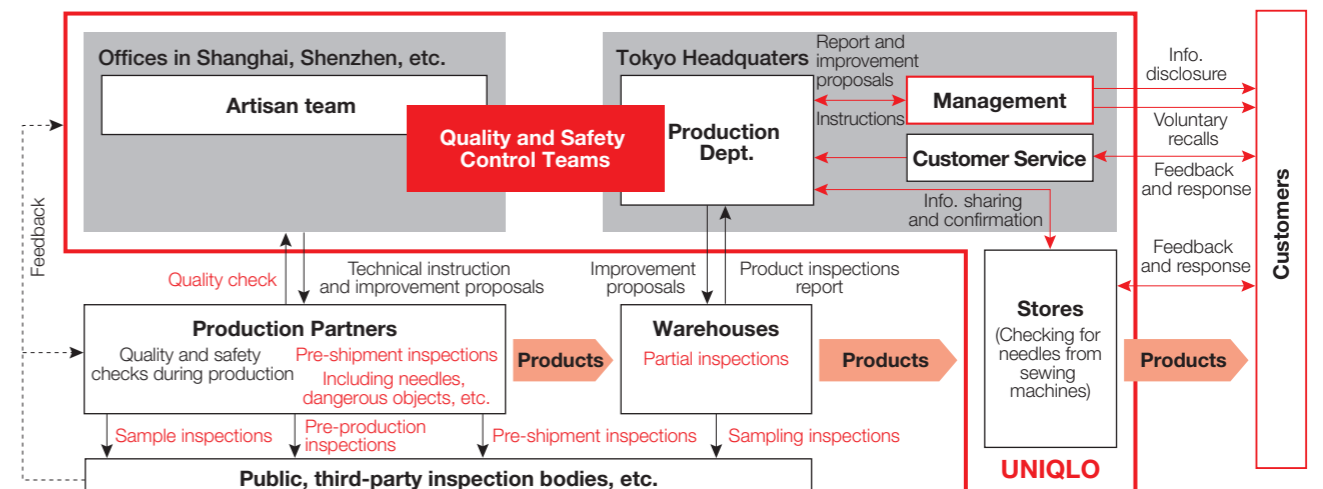 Offices in Shanghai, Shenzhen, etc.
Artisan team
Quality and Safety
Control Teams
Tokyo Headquaters
Production
Dept.
Report and
improvement
proposals
Instructions
Management
Customer Service
Info. sharing
and confirmation
Info.
disclosure
Voluntary
recalls
Feedback
and response
Feedback
and response
Customers
Feedback
Quality check
Technical instruction
and improvement proposals
Improvement
proposals
Product inspections
report
Production Partners
Quality and safety
checks during production
Pre-shipment inspections
Including needles,
dangerous objects, etc.
Products
Warehouses
Partial inspections
Products
Stores
(Checking for
needles from
sewing
machines)
Products
Sample inspections
Pre-production
inspections
Pre-shipment inspections
Sampling inspections
UNIQLO
Public, third-party inspection bodies, etc.